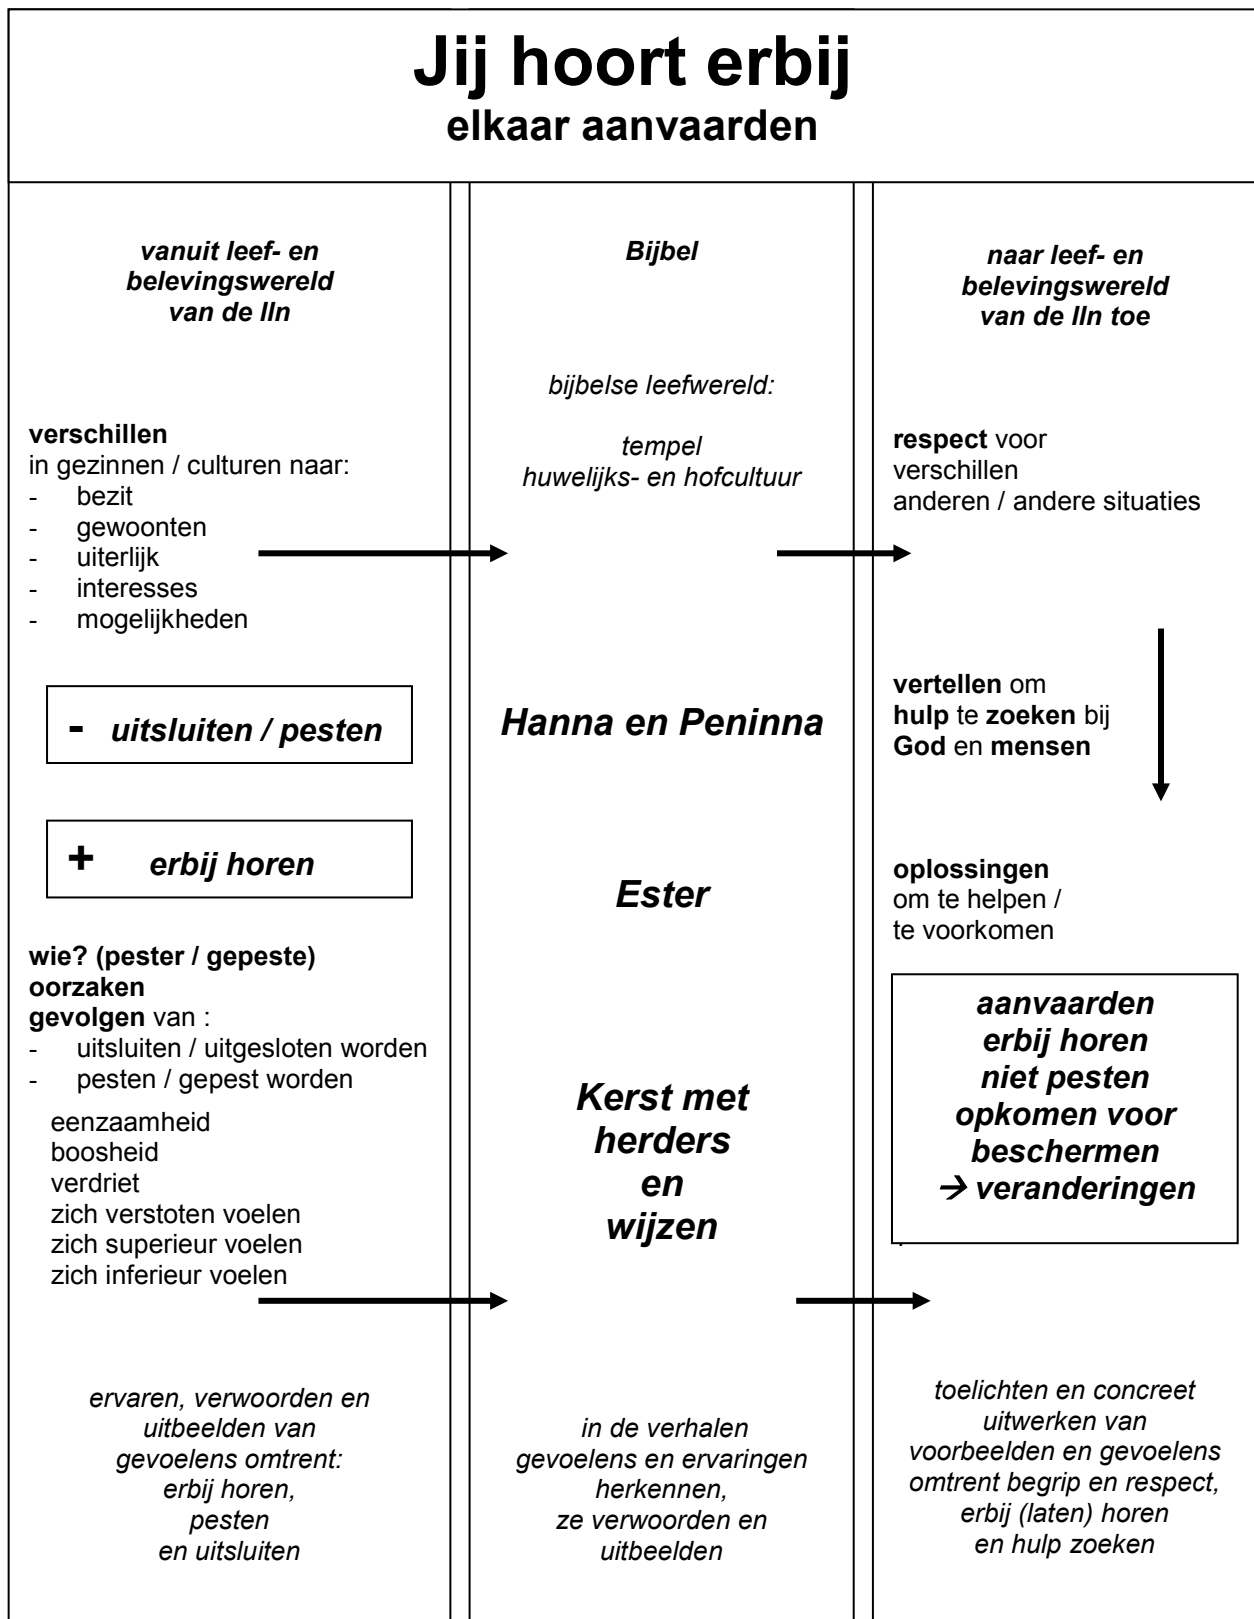 Jij hoort erbij
elkaar aanvaarden
vanuit leef- en
belevingswereld
van de lln
verschillen
in gezinnen / culturen naar:
- bezit
- gewoonten
- uiterlijk
- interesses
- mogelijkheden
- uitsluiten / pesten
+ erbij horen
wie? (pester / gepeste)
oorzaken
gevolgen van :
- uitsluiten / uitgesloten worden
- pesten / gepest worden
eenzaamheid
boosheid
verdriet
zich verstoten voelen
zich superieur voelen
zich inferieur voelen
ervaren, verwoorden en
uitbeelden van
gevoelens omtrent:
erbij horen,
pesten
en uitsluiten
Bijbel
bijbelse leefwereld:
tempel
huwelijks- en hofcultuur
Hanna en Peninna
Ester
Kerst met
herders
en
wijzen
in de verhalen
gevoelens en ervaringen
herkennen,
ze verwoorden en
uitbeelden
naar leef- en
belevingswereld
van de lln toe
respect voor
verschillen
anderen / andere situaties
vertellen om
hulp te zoeken bij
God en mensen
oplossingen
om te helpen /
te voorkomen
aanvaarden
erbij horen
niet pesten
opkomen voor
beschermen
→ veranderingen
toelichten en concreet
uitwerken van
voorbeelden en gevoelens
omtrent begrip en respect,
erbij (laten) horen
en hulp zoeken